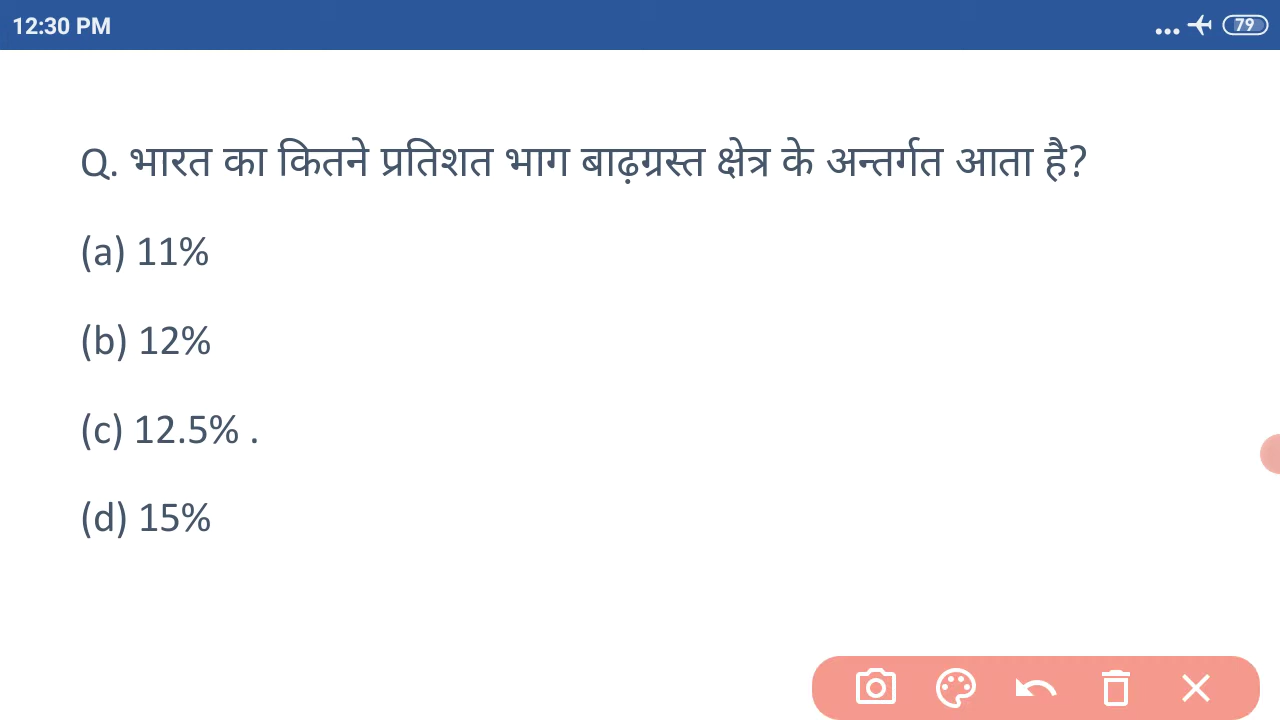 12:30 PM
79
Q. भारत का कितने प्रतिशत भाग बाढ़ग्रस्त क्षेत्र के अन्तर्गत आता है?
(a) 11%
(b) 12%
(c) 12.5% .
(d) 15%